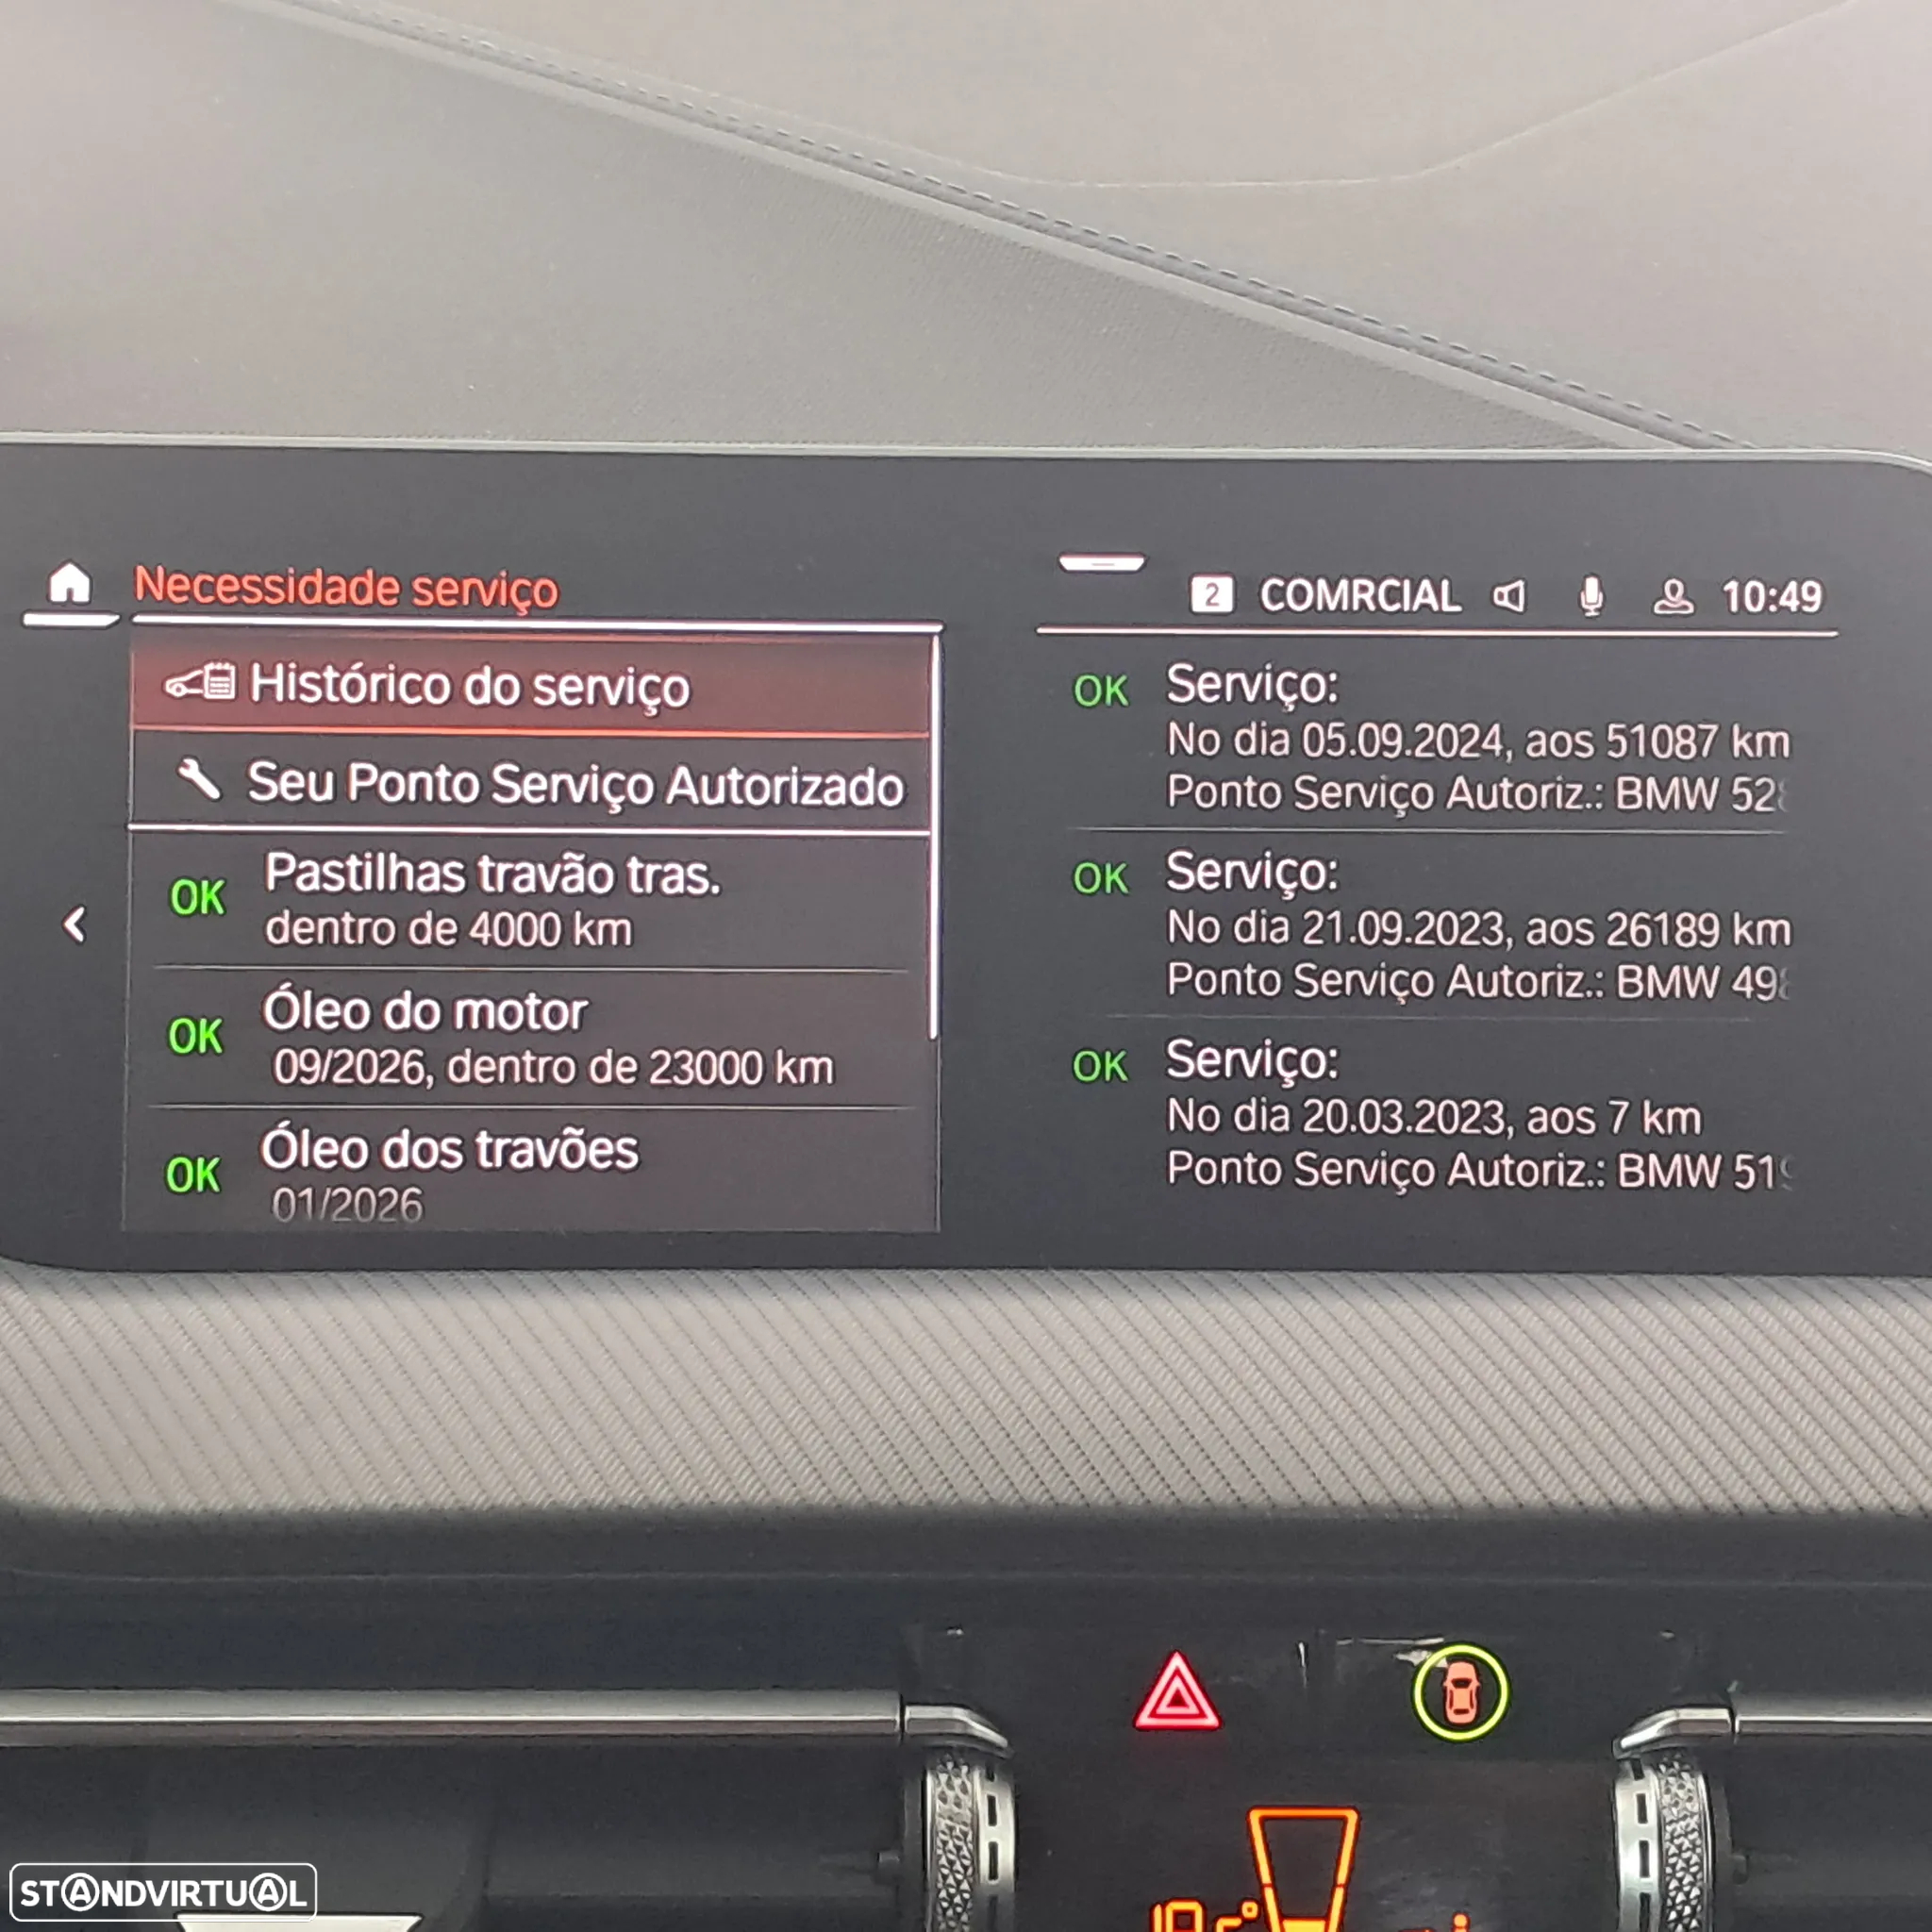 Necessidade serviço
Histórico do serviço
Seu Ponto Serviço Autorizado
OK Pastilhas travão tras.
dentro de 4000 km
OK Óleo do motor
09/2026, dentro de 23000 km
OK Óleo dos travões
01/2026
2 COMRCIAL 10:49
OK Serviço:
No dia 05.09.2024, aos 51087 km
Ponto Serviço Autoriz.: BMW 528
OK Serviço:
No dia 21.09.2023, aos 26189 km
Ponto Serviço Autoriz.: BMW 498
OK Serviço:
No dia 20.03.2023, aos 7 km
Ponto Serviço Autoriz.: BMW 519
STANDVIRTUAL